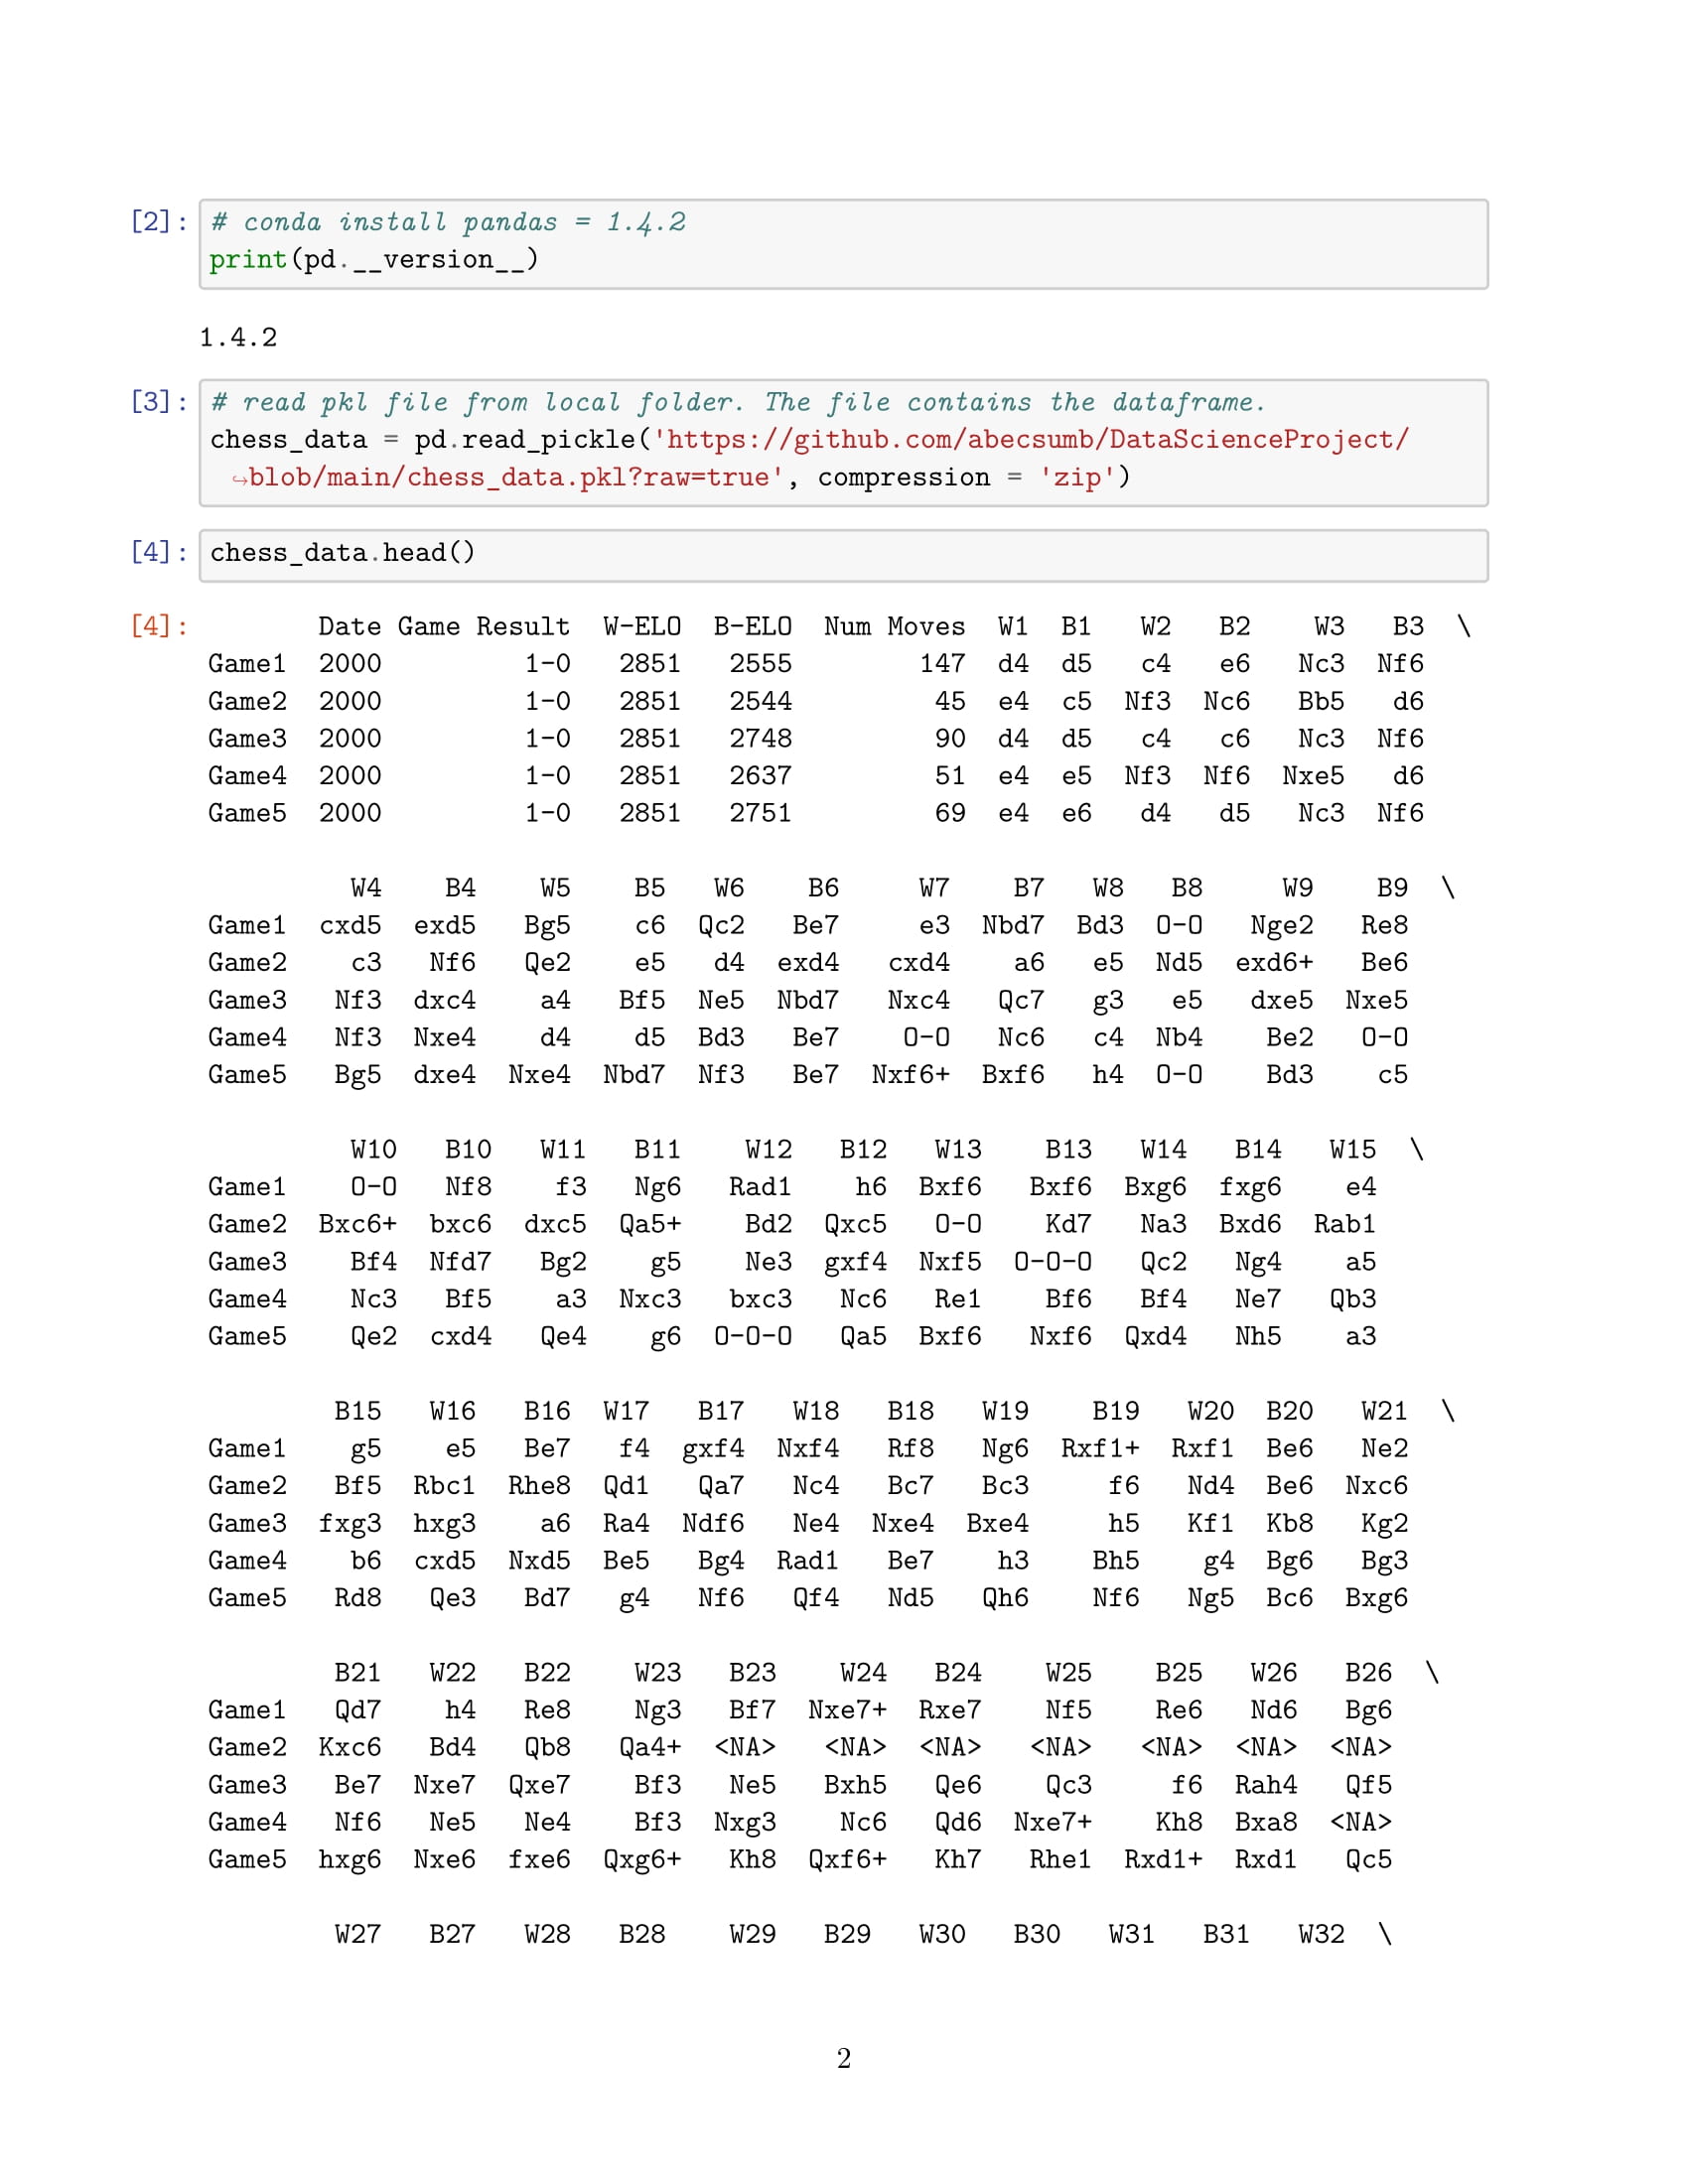 [2]: # conda install pandas = 1.4.2
print(pd.__version__)
1.4.2
[3]: # read pkl file from local folder. The file contains the dataframe.
chess_data = pd.read_pickle('https://github.com/abecsumb/DataScienceProject/
↪blob/main/chess_data.pkl?raw=true', compression = 'zip')
[4]: chess_data.head()
[4]: Date Game Result W-ELO B-ELO Num Moves W1 B1 W2 B2 W3 B3 \
Game1 2000 1-0 2851 2555 147 d4 d5 c4 e6 Nc3 Nf6
Game2 2000 1-0 2851 2544 45 e4 c5 Nf3 Nc6 Bb5 d6
Game3 2000 1-0 2851 2748 90 d4 d5 c4 c6 Nc3 Nf6
Game4 2000 1-0 2851 2637 51 e4 e5 Nf3 Nf6 Nxe5 d6
Game5 2000 1-0 2851 2751 69 e4 e6 d4 d5 Nc3 Nf6
W4 B4 W5 B5 W6 B6 W7 B7 W8 B8 W9 B9 \
Game1 cxd5 exd5 Bg5 c6 Qc2 Be7 e3 Nbd7 Bd3 O-O Nge2 Re8
Game2 c3 Nf6 Qe2 e5 d4 exd4 cxd4 a6 e5 Nd5 exd6+ Be6
Game3 Nf3 dxc4 a4 Bf5 Ne5 Nbd7 Nxc4 Qc7 g3 e5 dxe5 Nxe5
Game4 Nf3 Nxe4 d4 d5 Bd3 Be7 O-O Nc6 c4 Nb4 Be2 O-O
Game5 Bg5 dxe4 Nxe4 Nbd7 Nf3 Be7 Nxf6+ Bxf6 h4 O-O Bd3 c5
W10 B10 W11 B11 W12 B12 W13 B13 W14 B14 W15 \
Game1 O-O Nf8 f3 Ng6 Rad1 h6 Bxf6 Bxf6 Bxg6 fxg6 e4
Game2 Bxc6+ bxc6 dxc5 Qa5+ Bd2 Qxc5 O-O Kd7 Na3 Bxd6 Rab1
Game3 Bf4 Nfd7 Bg2 g5 Ne3 gxf4 Nxf5 O-O-O Qc2 Ng4 a5
Game4 Nc3 Bf5 a3 Nxc3 bxc3 Nc6 Re1 Bf6 Bf4 Ne7 Qb3
Game5 Qe2 cxd4 Qe4 g6 O-O-O Qa5 Bxf6 Nxf6 Qxd4 Nh5 a3
B15 W16 B16 W17 B17 W18 B18 W19 B19 W20 B20 W21 \
Game1 g5 e5 Be7 f4 gxf4 Nxf4 Rf8 Ng6 Rxf1+ Rxf1 Be6 Ne2
Game2 Bf5 Rbc1 Rhe8 Qd1 Qa7 Nc4 Bc7 Bc3 f6 Nd4 Be6 Nxc6
Game3 fxg3 hxg3 a6 Ra4 Ndf6 Ne4 Nxe4 Bxe4 h5 Kf1 Kb8 Kg2
Game4 b6 cxd5 Nxd5 Be5 Bg4 Rad1 Be7 h3 Bh5 g4 Bg6 Bg3
Game5 Rd8 Qe3 Bd7 g4 Nf6 Qf4 Nd5 Qh6 Nf6 Ng5 Bc6 Bxg6
B21 W22 B22 W23 B23 W24 B24 W25 B25 W26 B26 \
Game1 Qd7 h4 Re8 Ng3 Bf7 Nxe7+ Rxe7 Nf5 Re6 Nd6 Bg6
Game2 Kxc6 Bd4 Qb8 Qa4+ <NA> <NA> <NA> <NA> <NA> <NA> <NA>
Game3 Be7 Nxe7 Qxe7 Bf3 Ne5 Bxh5 Qe6 Qc3 f6 Rah4 Qf5
Game4 Nf6 Ne5 Ne4 Bf3 Nxg3 Nc6 Qd6 Nxe7+ Kh8 Bxa8 <NA>
Game5 hxg6 Nxe6 fxe6 Qxg6+ Kh8 Qxf6+ Kh7 Rhe1 Rxd1+ Rxd1 Qc5
W27 B27 W28 B28 W29 B29 W30 B30 W31 B31 W32 \
2